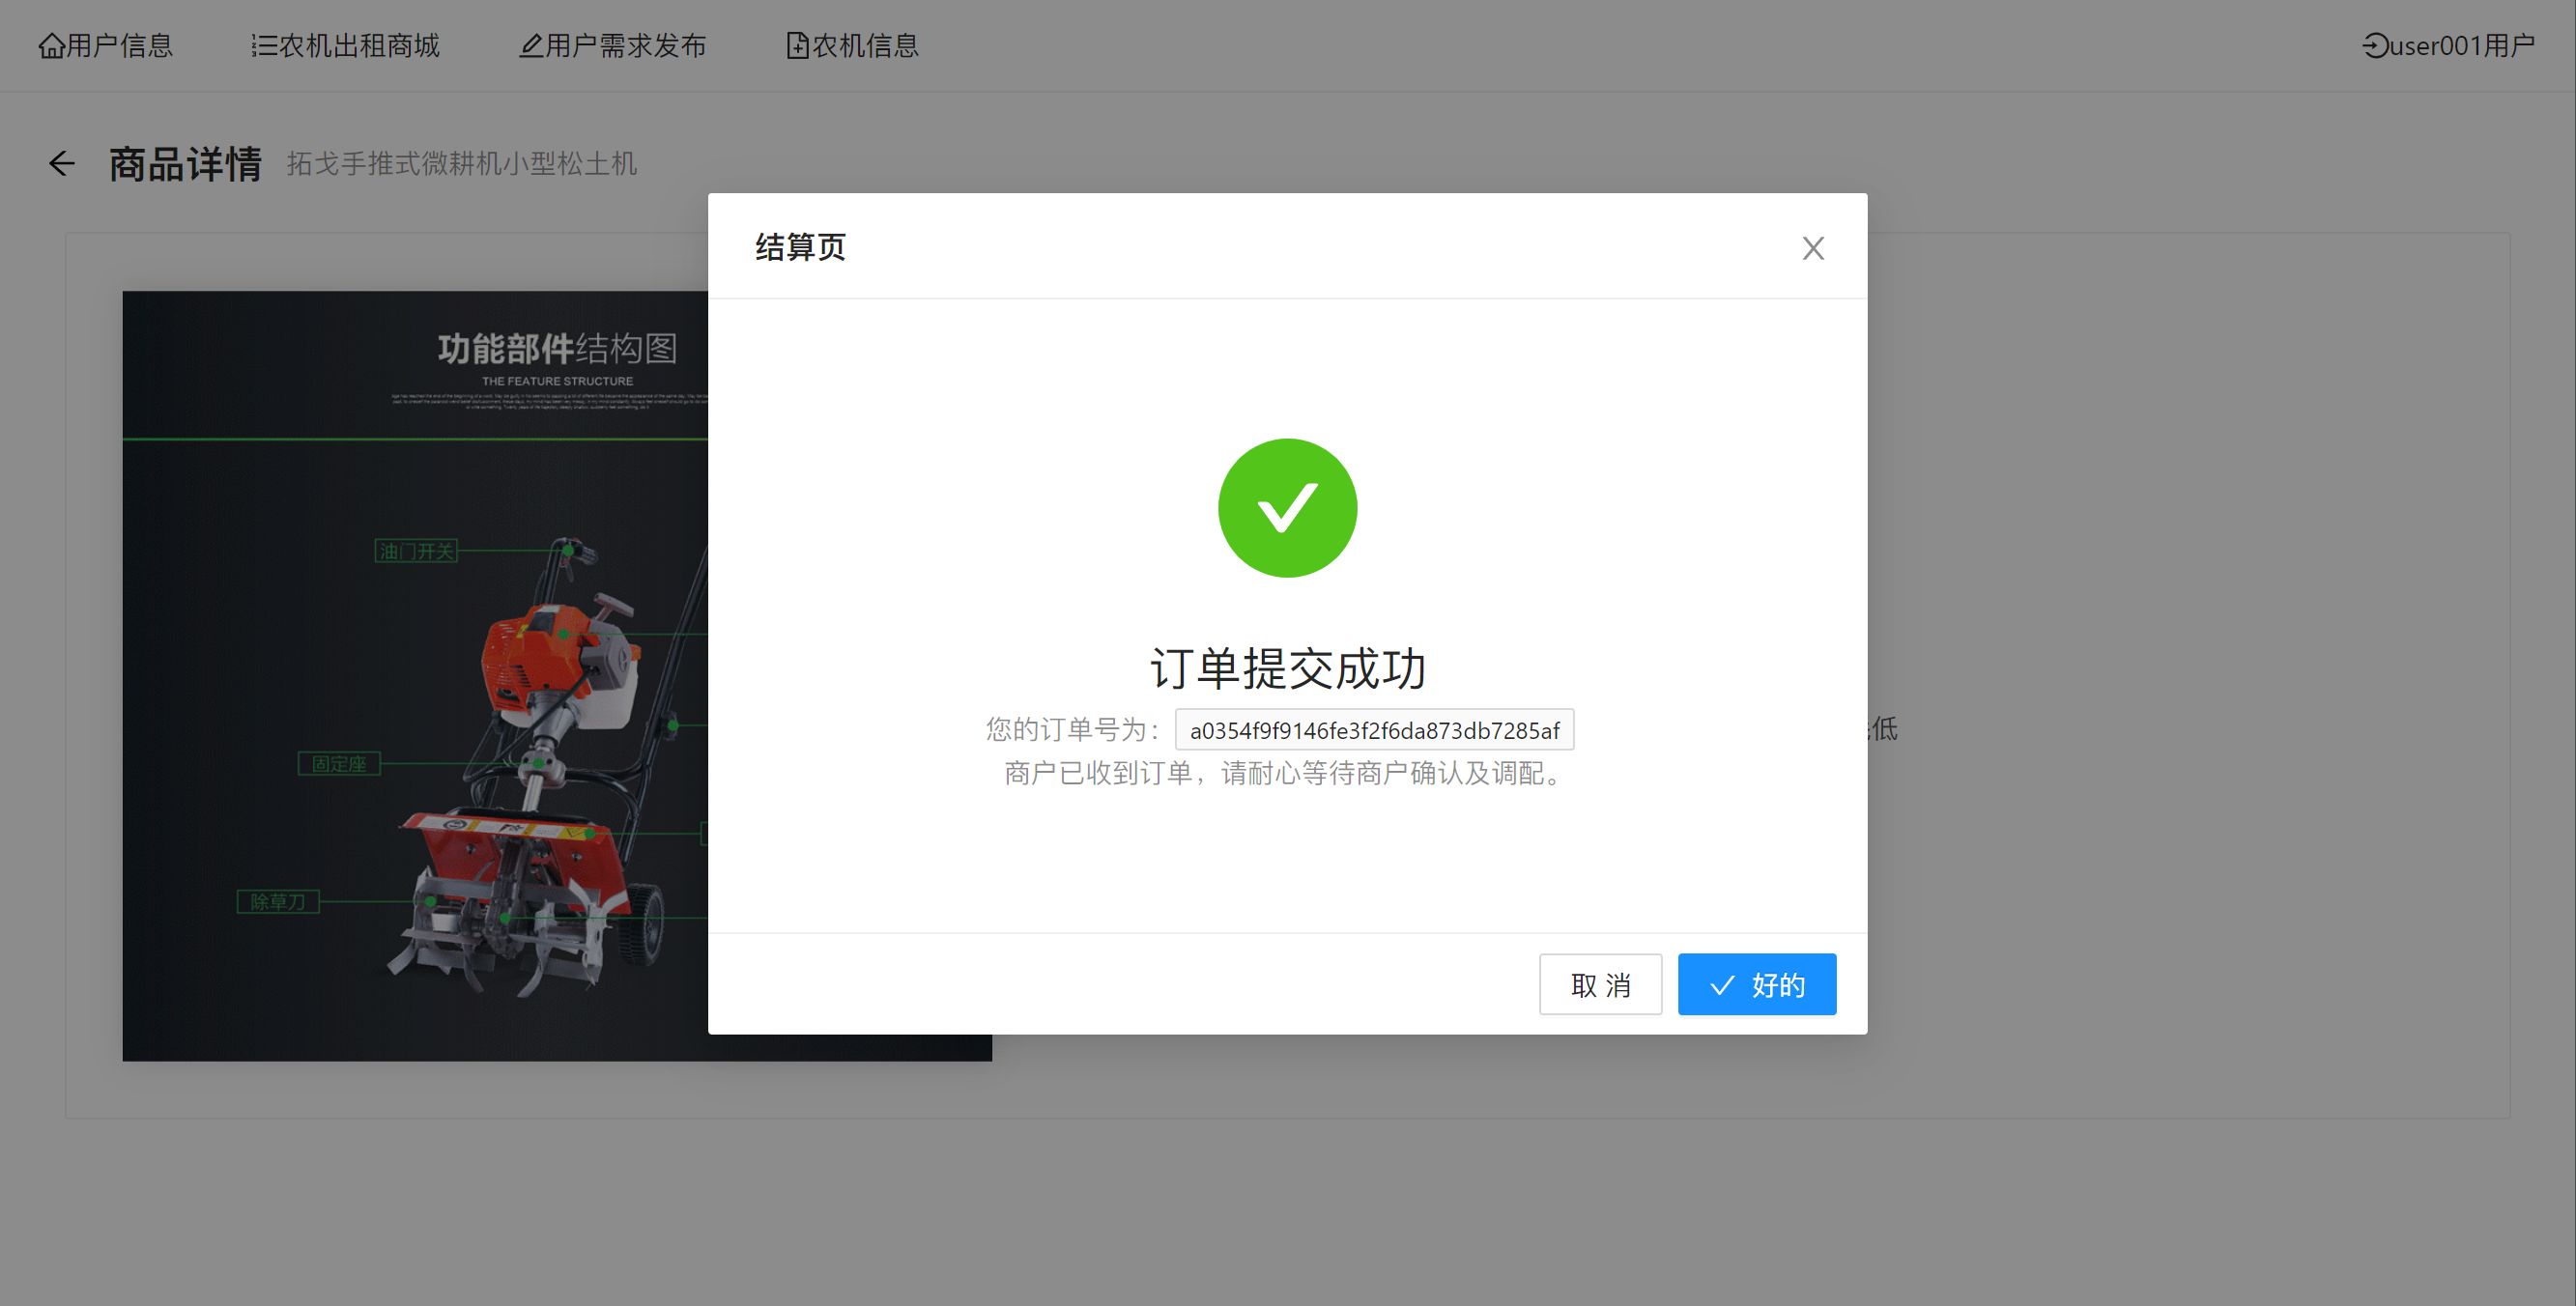 用户信息
农机出租商城
用户需求发布
农机信息
user001用户
商品详情
拓戈手推式微耕机小型松土机
结算页
功能部件结构图
THE FEATURE STRUCTURE
油门开关
固定座
除草刀
订单提交成功
您的订单号为：a0354f9f9146fe3f2f6da873db7285af
商户已收到订单，请耐心等待商户确认及调配。
低
取 消
好的